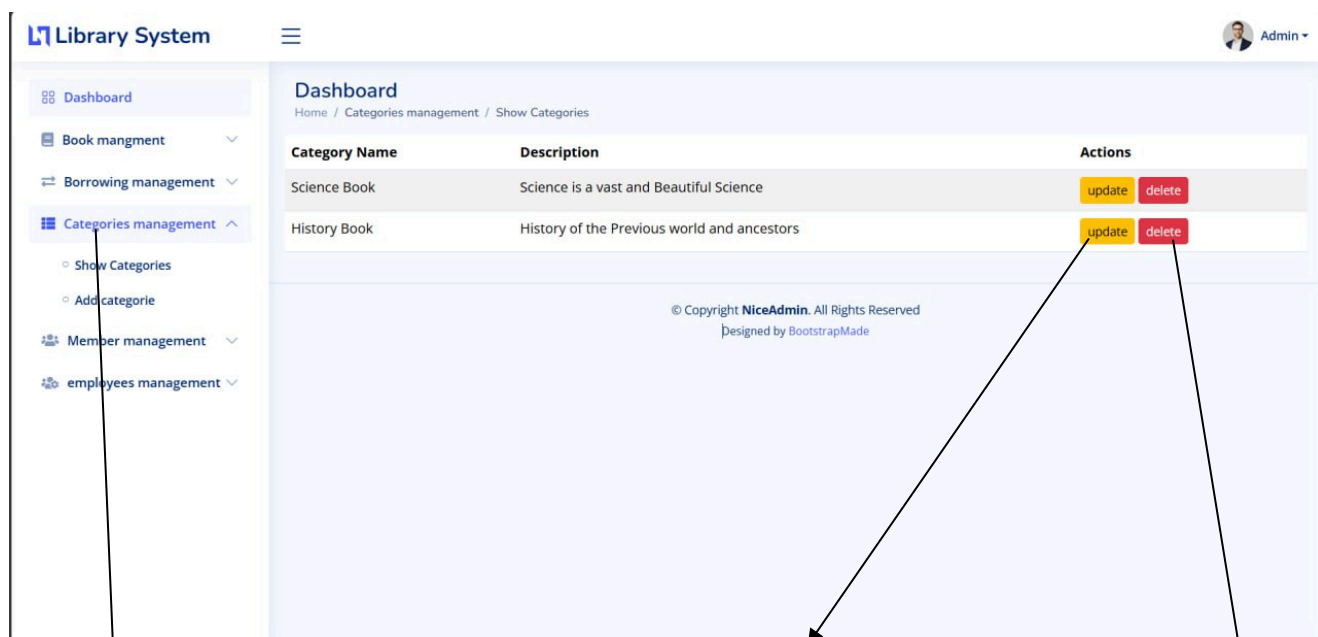 Library System
Admin
Dashboard
Book mangment
Borrowing management
Categories management
Show Categories
Add categorie
Member management
employees management
Dashboard
Home / Categories management / Show Categories
Category Name Description Actions
Science Book Science is a vast and Beautiful Science update delete
History Book History of the Previous world and ancestors update delete
© Copyright NiceAdmin. All Rights Reserved
Designed by BootstrapMade